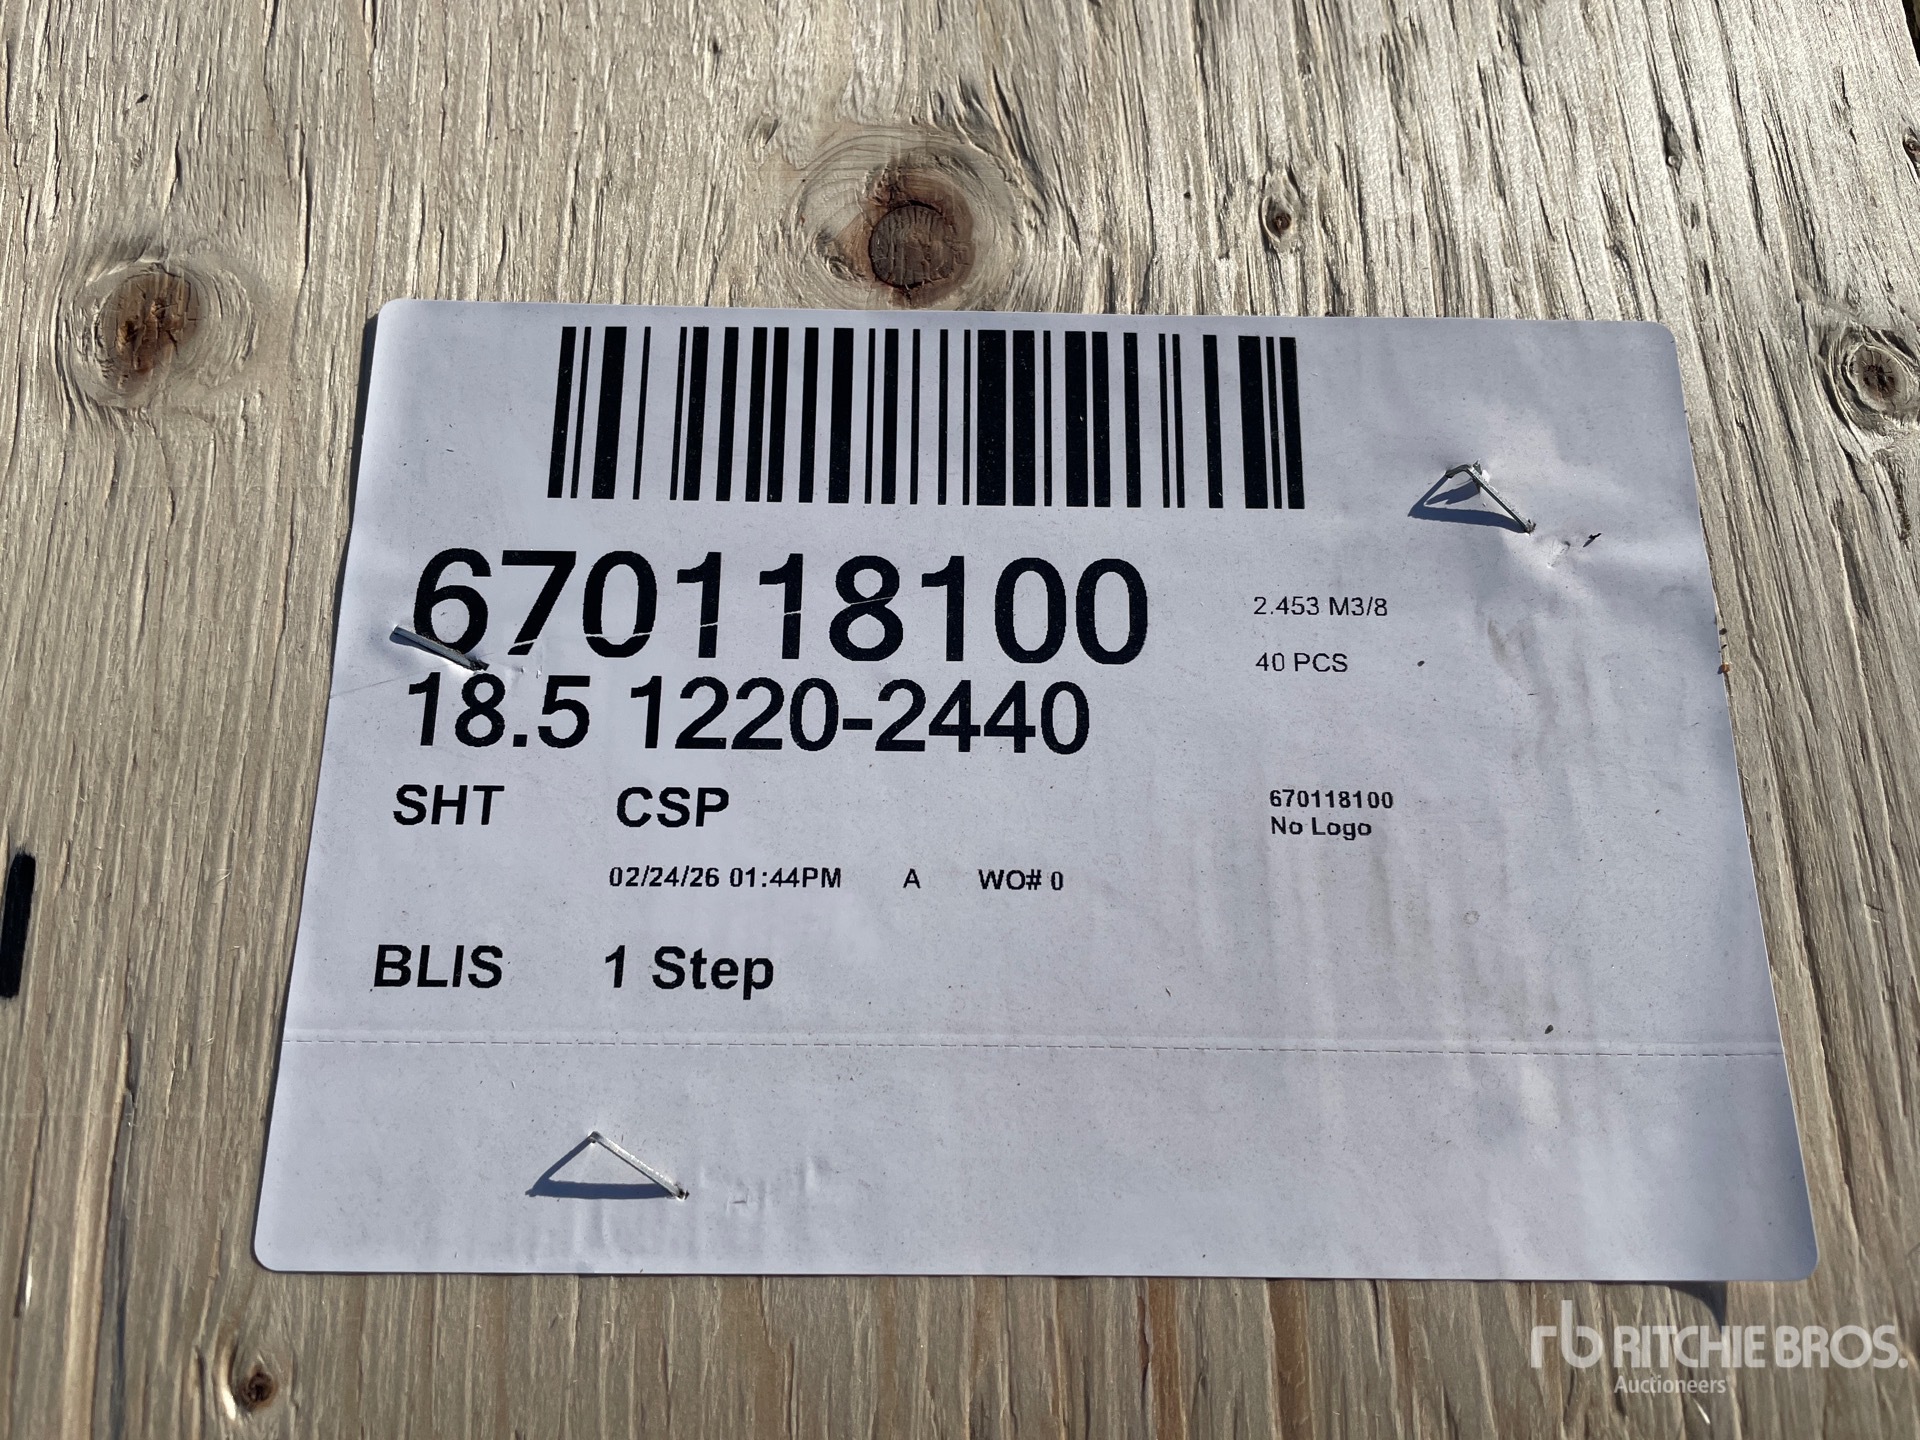 670118100
2.453 M3/8
40 PCS
18.5 1220-2440
SHT CSP
670118100
No Logo
02/24/26 01:44PM A WO# 0
BLIS 1 Step
rb RITCHIE BROS.
Auctioneers